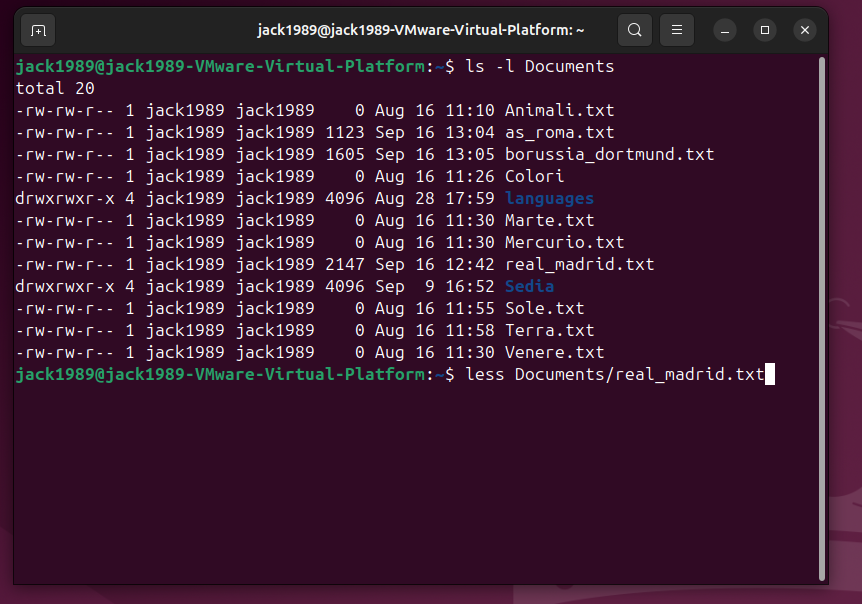 jack1989@jack1989-VMware-Virtual-Platform: ~
jack1989@jack1989-VMware-Virtual-Platform:~$ ls -l Documents
total 20
-rw-rw-r-- 1 jack1989 jack1989    0 Aug 16 11:10 Animali.txt
-rw-rw-r-- 1 jack1989 jack1989 1123 Sep 16 13:04 as_roma.txt
-rw-rw-r-- 1 jack1989 jack1989 1605 Sep 16 13:05 borussia_dortmund.txt
-rw-rw-r-- 1 jack1989 jack1989    0 Aug 16 11:26 Colori
drwxrwxr-x 4 jack1989 jack1989 4096 Aug 28 17:59 languages
-rw-rw-r-- 1 jack1989 jack1989    0 Aug 16 11:30 Marte.txt
-rw-rw-r-- 1 jack1989 jack1989    0 Aug 16 11:30 Mercurio.txt
-rw-rw-r-- 1 jack1989 jack1989 2147 Sep 16 12:42 real_madrid.txt
drwxrwxr-x 4 jack1989 jack1989 4096 Sep  9 16:52 Sedia
-rw-rw-r-- 1 jack1989 jack1989    0 Aug 16 11:55 Sole.txt
-rw-rw-r-- 1 jack1989 jack1989    0 Aug 16 11:58 Terra.txt
-rw-rw-r-- 1 jack1989 jack1989    0 Aug 16 11:30 Venere.txt
jack1989@jack1989-VMware-Virtual-Platform:~$ less Documents/real_madrid.txt